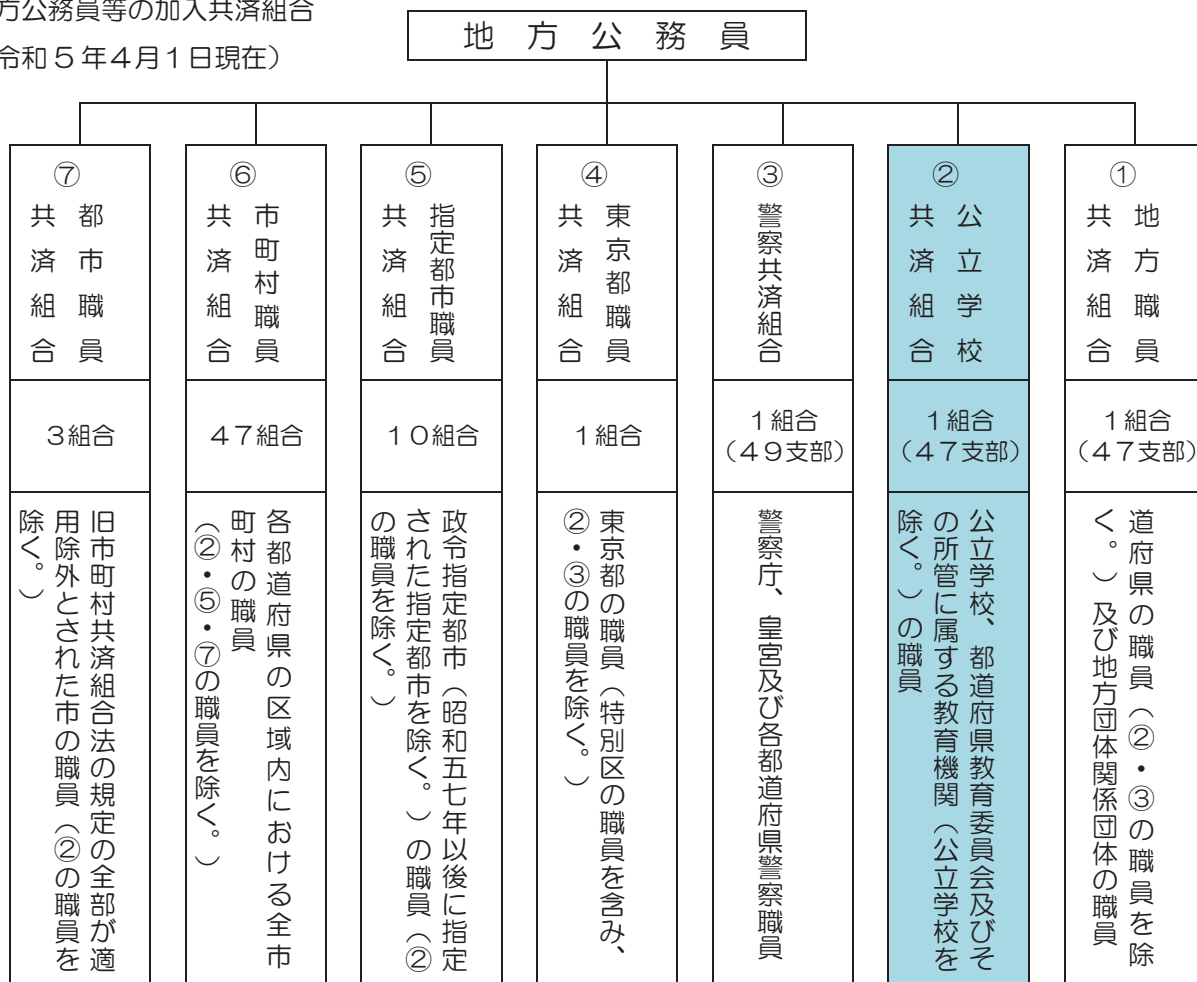 方公務員等の加入共済組合
令和５年４月１日現在）
地方公務員
①
地方職員
共済組合
１組合
（４７支部）
道府県の職員（②・③の職員を除
く。）及び地方団体関係団体の職員
②
公立学校
共済組合
１組合
（４７支部）
公立学校、都道府県教育委員会及びそ
の所管に属する教育機関（公立学校を
除く。）の職員
③
警察共済組合
１組合
（４９支部）
警察庁、皇宮及び各都道府県警察職員
④
東京都職員
共済組合
１組合
東京都の職員（特別区の職員を含み、
②・③の職員を除く。）
⑤
指定都市職員
共済組合
１０組合
政令指定都市（昭和五七年以後に指定
された指定都市を除く。）の職員（②
の職員を除く。）
⑥
市町村職員
共済組合
４７組合
各都道府県の区域内における全市
町村の職員
（②・⑤・⑦の職員を除く。）
⑦
都市職員
共済組合
３組合
旧市町村共済組合法の規定の全部が適
用除外とされた市の職員（②の職員を
除く。）